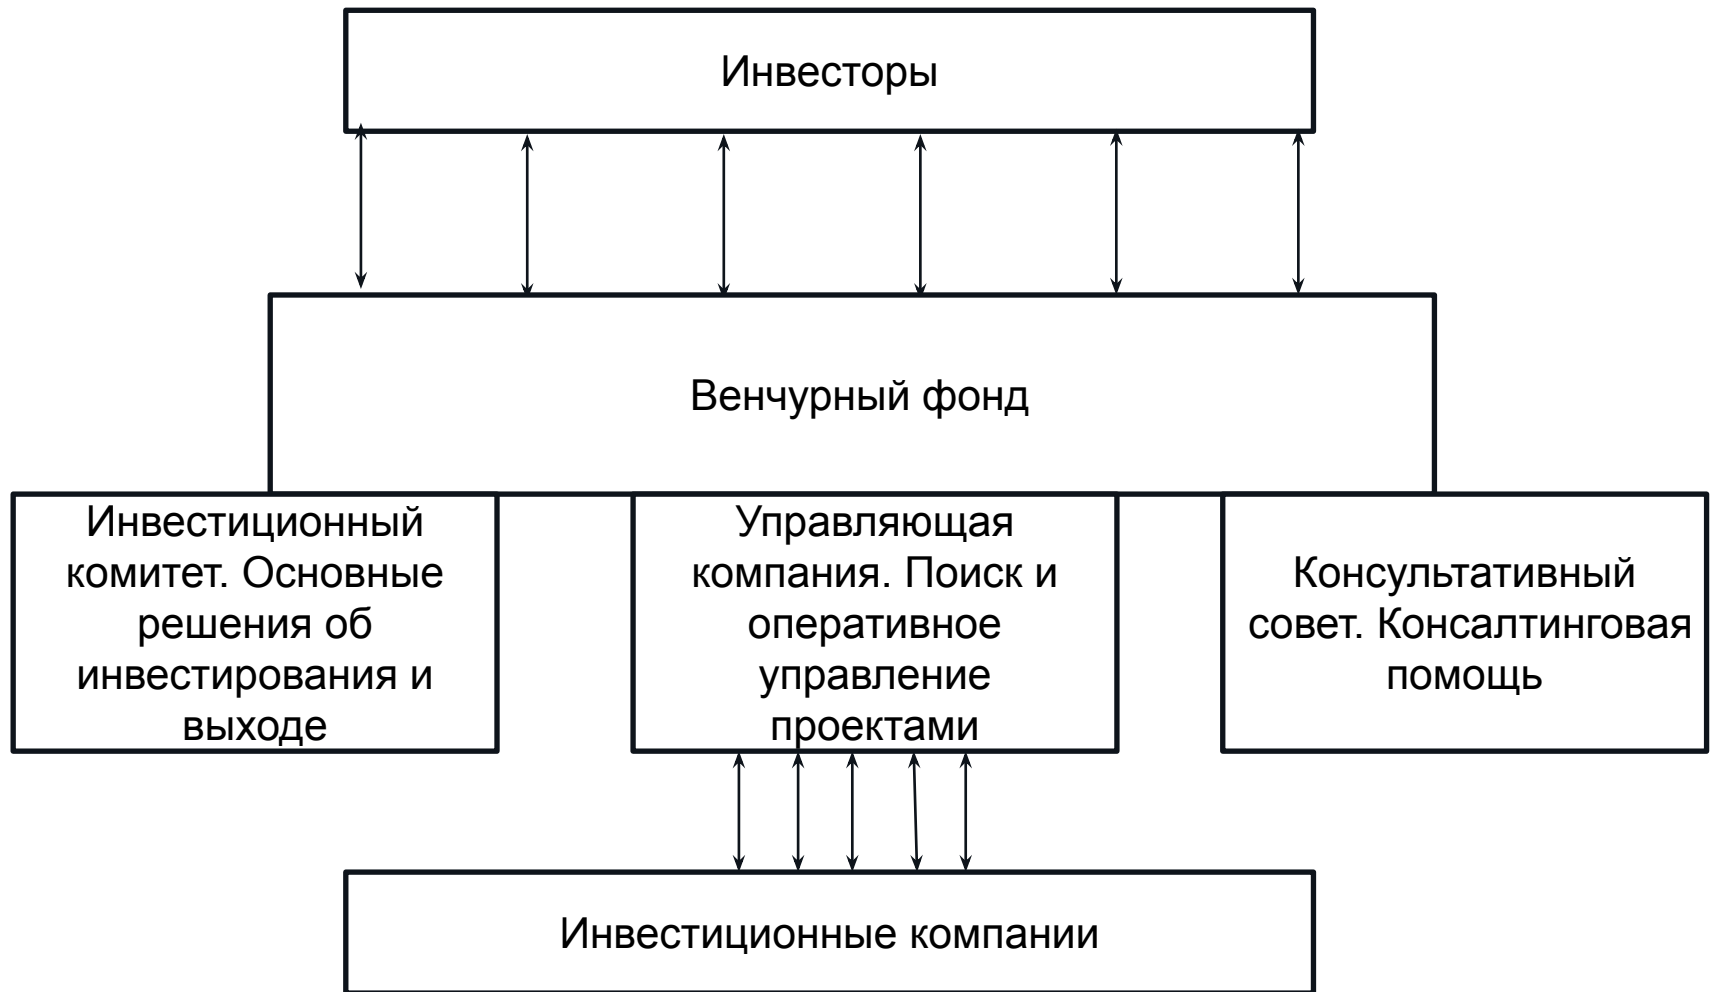 Инвесторы
Венчурный фонд
Инвестиционный
комитет. Основные
решения об
инвестирования и
выходе
Управляющая
компания. Поиск и
оперативное
управление
проектами
Консультативный
совет. Консалтинговая
помощь
Инвестиционные компании